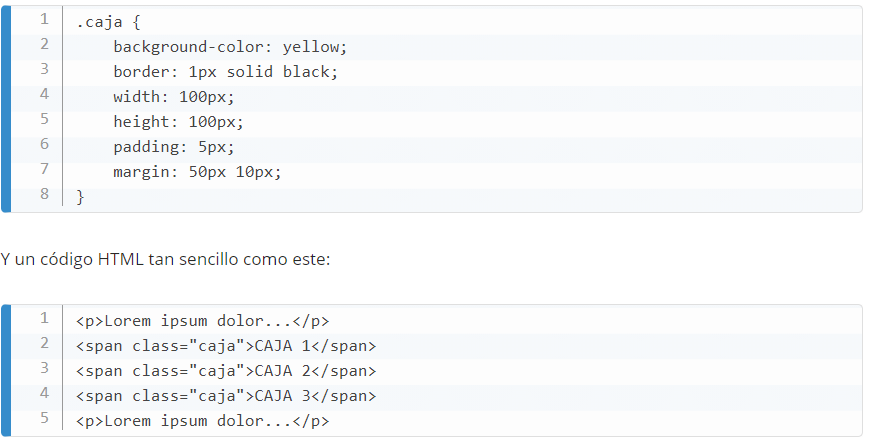 1 .caja {
2     background-color: yellow;
3     border: 1px solid black;
4     width: 100px;
5     height: 100px;
6     padding: 5px;
7     margin: 50px 10px;
8 }
Y un código HTML tan sencillo como este:
1 <p>Lorem ipsum dolor...</p>
2 <span class="caja">CAJA 1</span>
3 <span class="caja">CAJA 2</span>
4 <span class="caja">CAJA 3</span>
5 <p>Lorem ipsum dolor...</p>